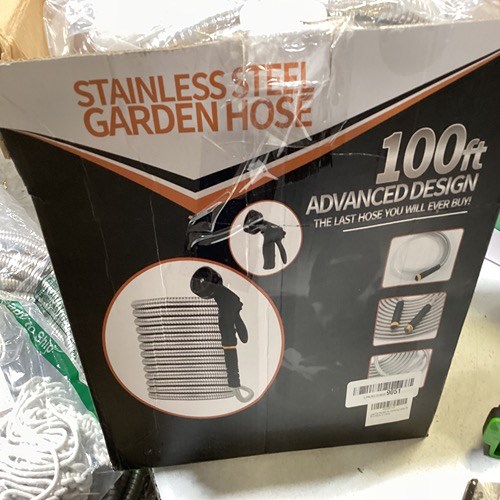 STAINLESS STEEL
GARDEN HOSE
100ft
ADVANCED DESIGN
THE LAST HOSE YOU WILL EVER BUY!